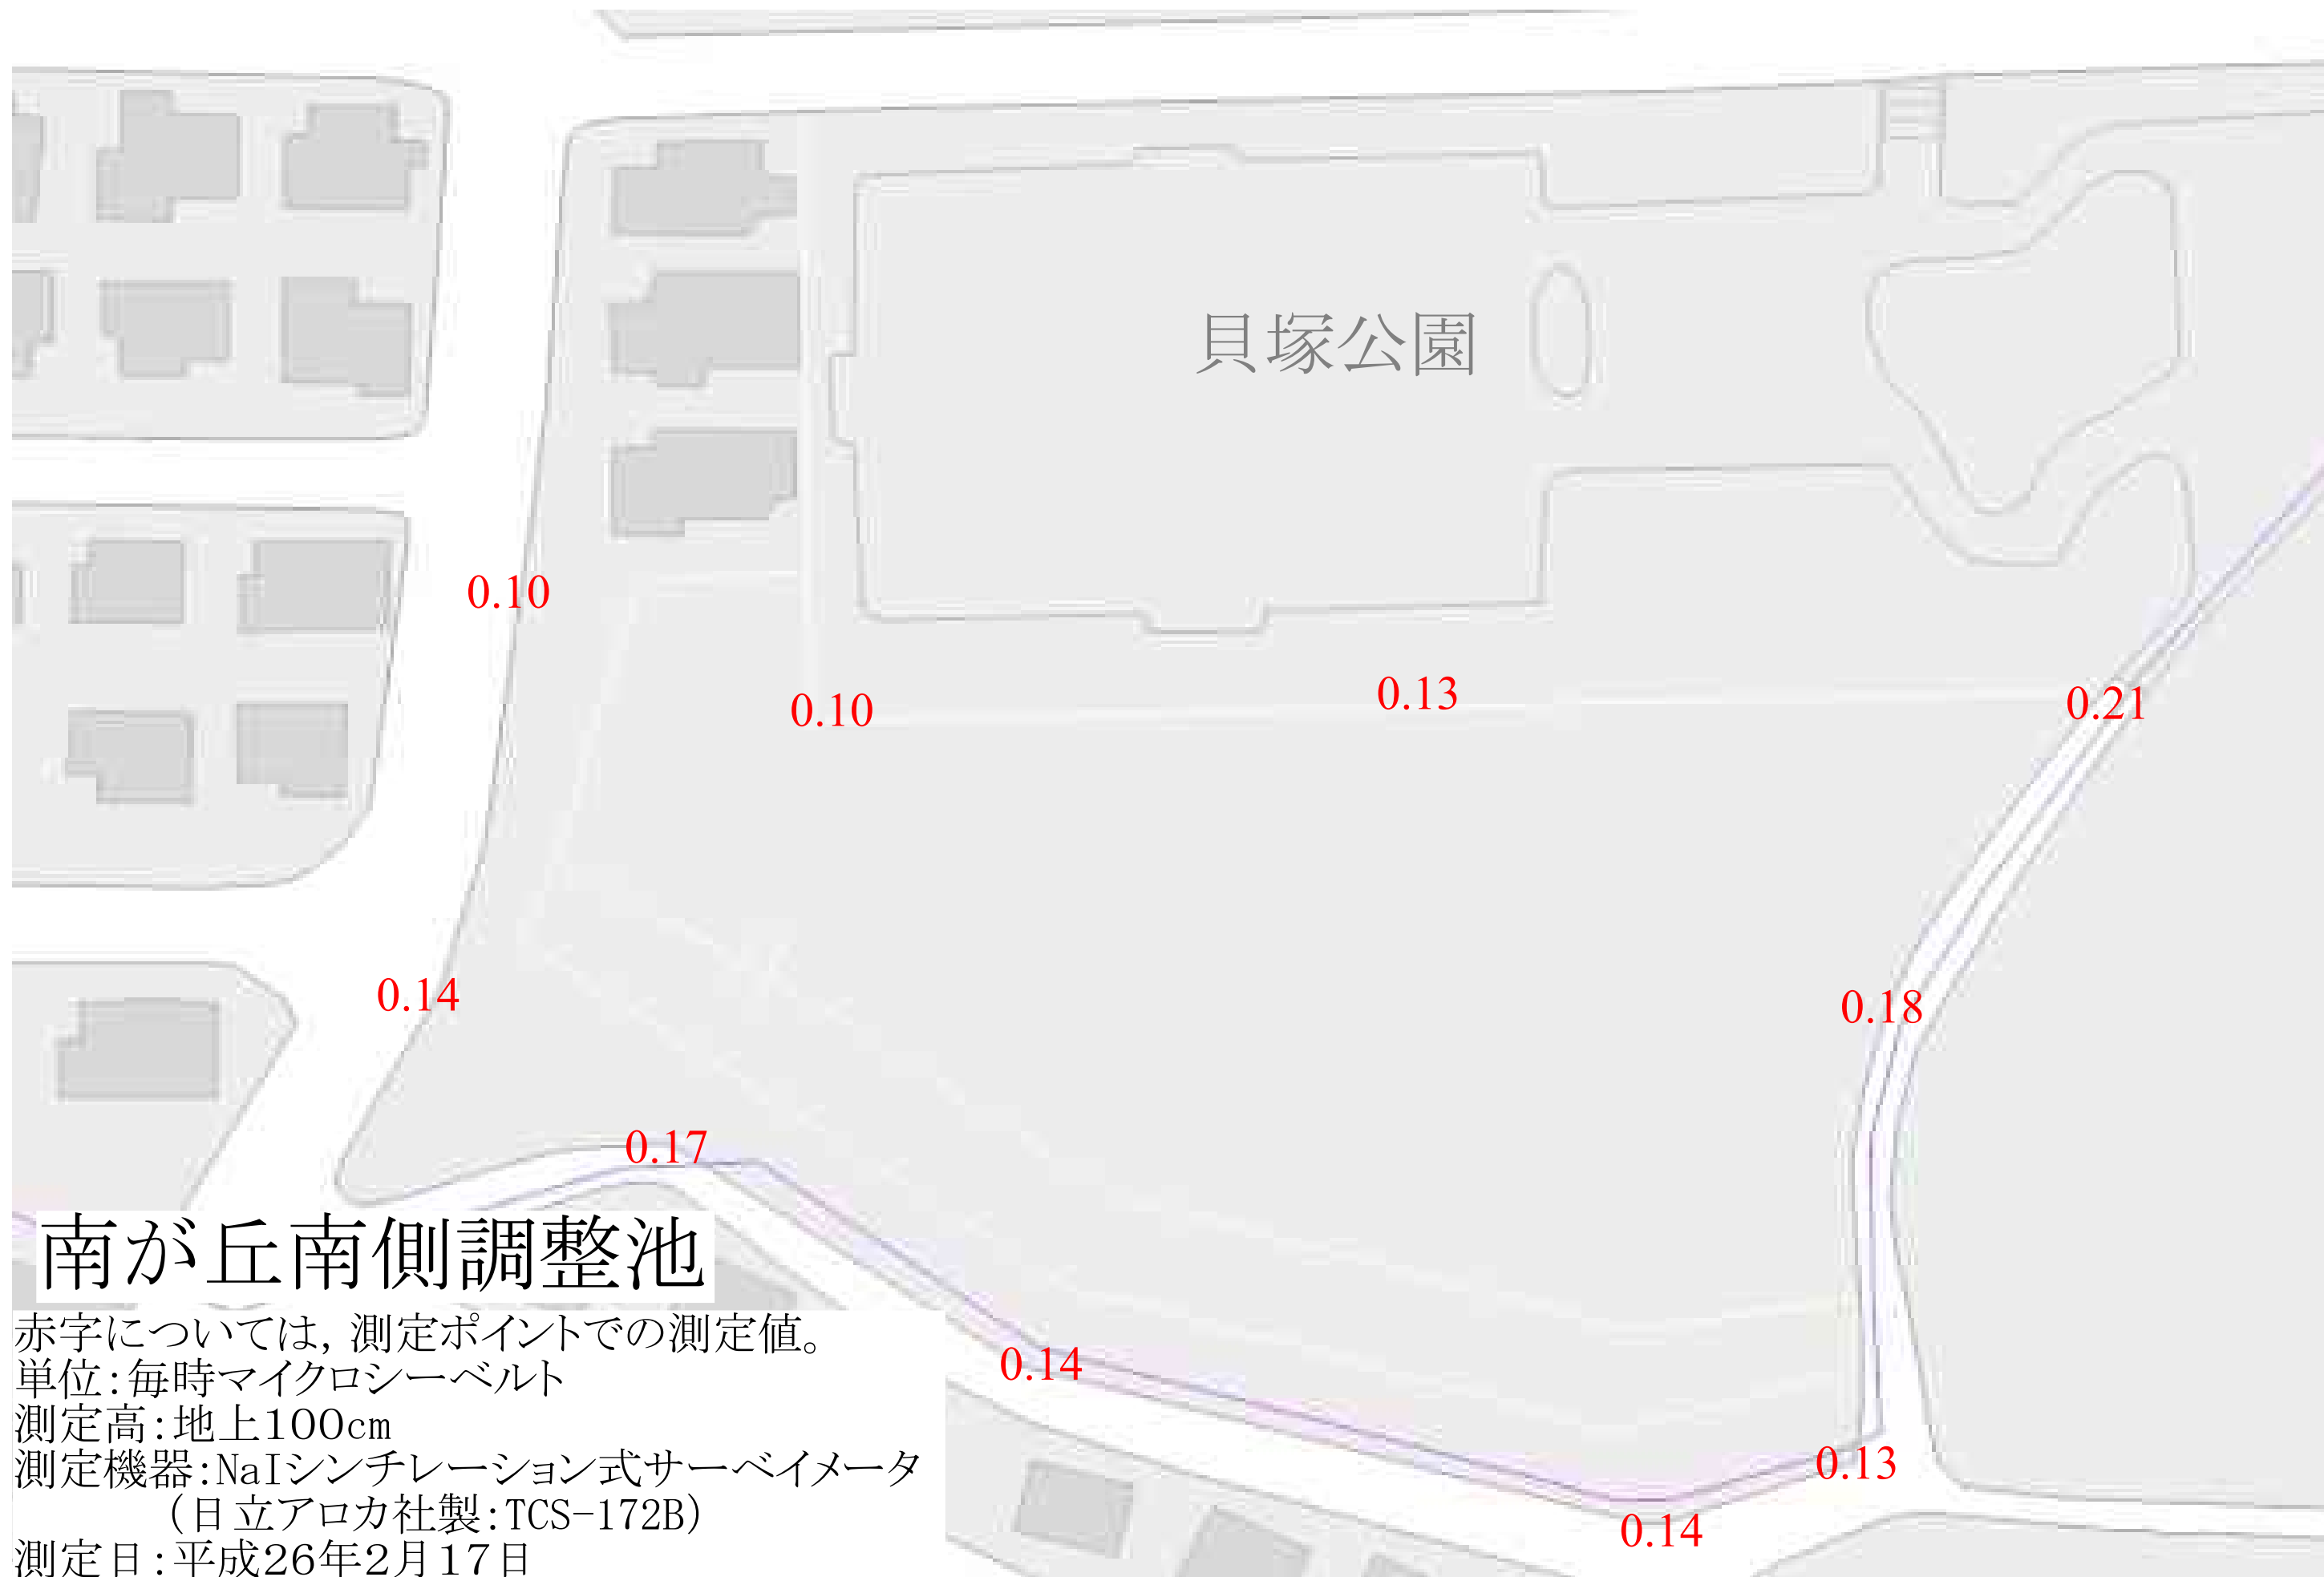 貝塚公園
0.10
0.10
0.13
0.21
0.14
0.18
0.17
0.14
0.13
0.14
南が丘南側調整池
赤字については,測定ポイントでの測定値。
単位:毎時マイクロシーベルト
測定高:地上100cm
測定機器:NaIシンチレーション式サーベイメータ
(日立アロカ社製:TCS-172B)
測定日:平成26年2月17日